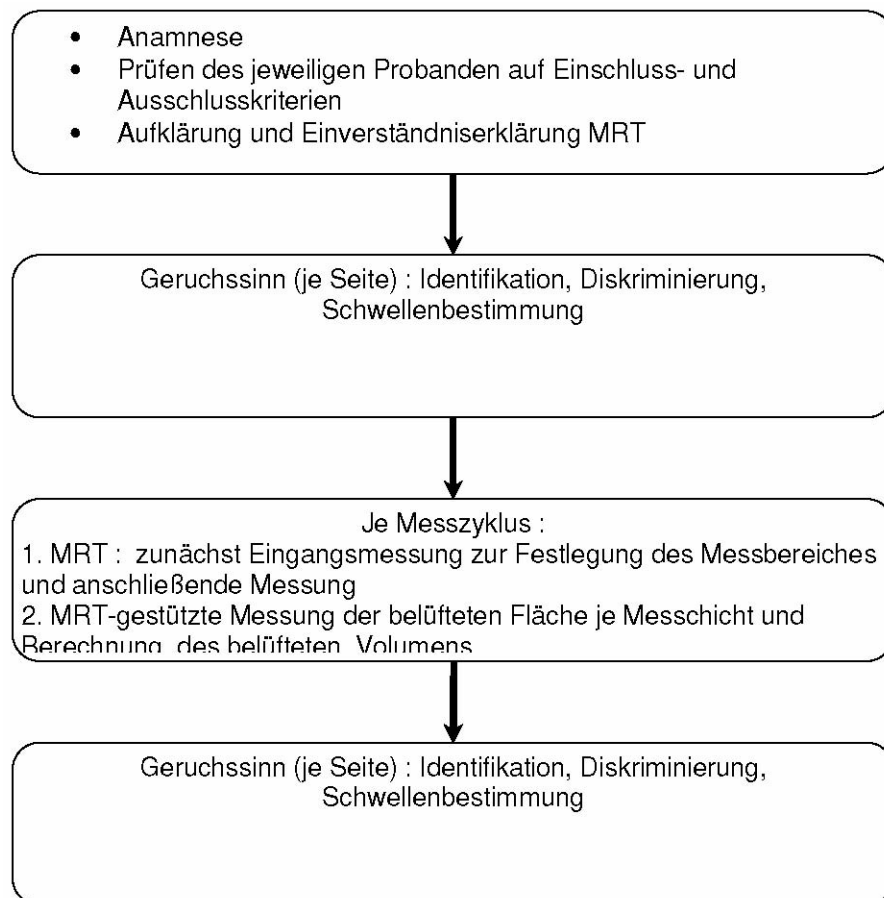 • Anamnese
• Prüfen des jeweiligen Probanden auf Einschluss- und
Ausschlusskriterien
• Aufklärung und Einverständniserklärung MRT
Geruchssinn (je Seite) : Identifikation, Diskriminierung,
Schwellenbestimmung
Je Messzyklus :
1. MRT : zunächst Eingangsmessung zur Festlegung des Messbereiches
und anschließende Messung
2. MRT-gestützte Messung der belüfteten Fläche je Messchicht und
Berechnung des belüfteten Volumens
Geruchssinn (je Seite) : Identifikation, Diskriminierung,
Schwellenbestimmung